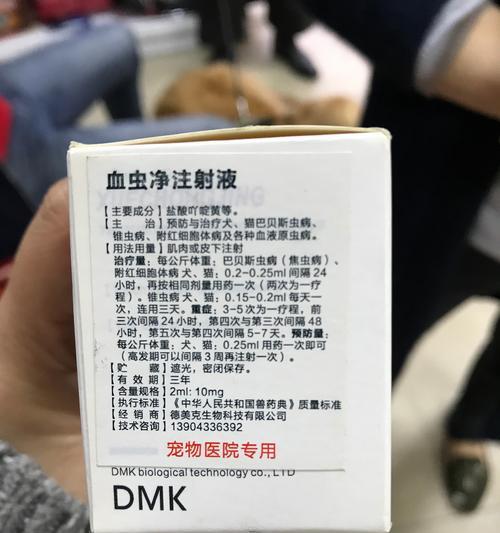 血虫净注射液
【主要成分】盐酸吖啶黄等。
【主　　治】预防与治疗犬、猫巴贝斯虫病、
锥虫病、附红细胞体病及各种血液原虫病。
【用法用量】肌肉或皮下注射
治疗量：每公斤体重：巴贝斯虫病（焦虫病）、
附红细胞体病 犬、猫：0.2-0.25ml 间隔 24
小时，再按相同剂量用药一次（两次为一疗
程）。锥虫病 犬、猫：0.15-0.2ml 每天一
次，连用三天。重症：3-5次为一疗程，前
三次间隔 24 小时，第四次与第三次间隔 48
小时，第五次与第四次间隔 5-7天。预防量：
每公斤体重：犬、猫：0.25ml 用药一次即可
（高发期可以间隔 3 周再注射一次）。
【贮　　藏】遮光，密闭保存。
【有 效 期】三年
【含量规格】2ml: 10mg
【执行标准】《中华人民共和国兽药典》质量标准
【经 销 商】德美克生物科技有限公司
【技术咨询】13904336392
宠物医院专用
DMK biological technology co., LTD
DMK